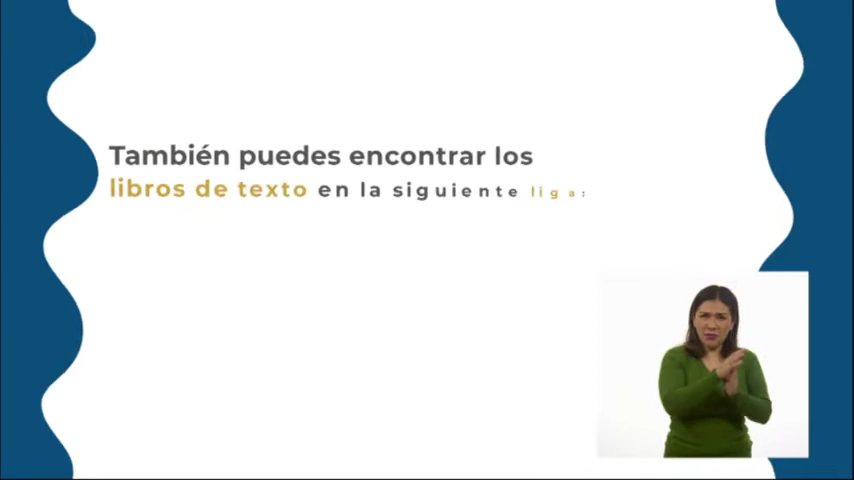 También puedes encontrar los
libros de texto en la siguiente liga: